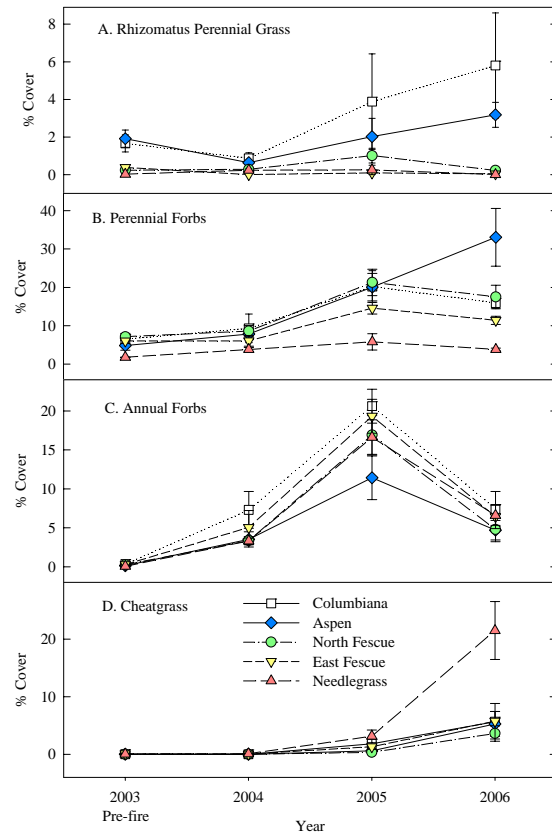 A. Rhizomatus Perennial Grass
% Cover
8
6
4
2
0
B. Perennial Forbs
% Cover
40
30
20
10
0
C. Annual Forbs
% Cover
20
15
10
5
0
D. Cheatgrass
Columbiana
Aspen
North Fescue
East Fescue
Needlegrass
% Cover
20
10
0
2003 2004 2005 2006
Pre-fire
Year